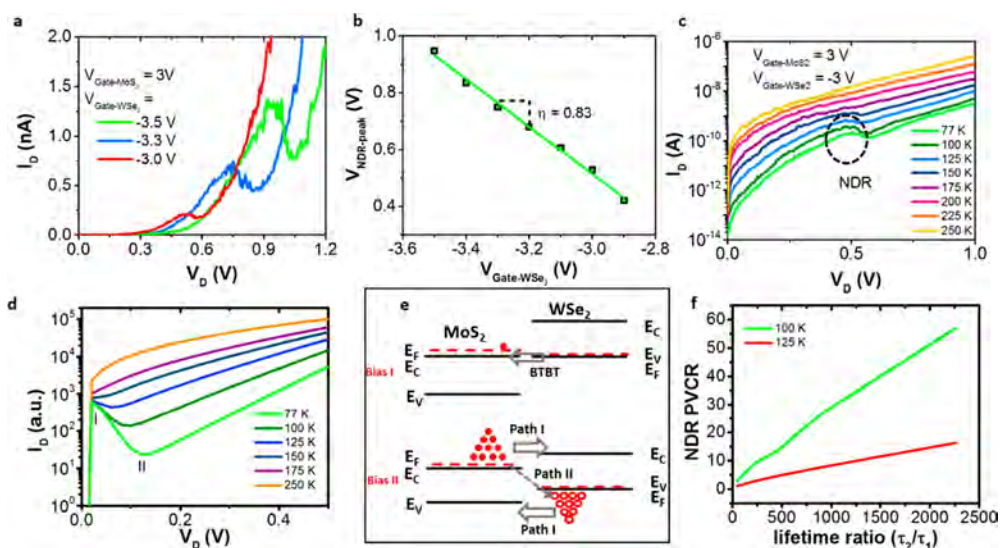 a
2.0
1.5
1.0
0.5
0.0
I_D (nA)
V_Gate-MoS₂ = 3V
V_Gate-WSe₂ =
-3.5 V
-3.3 V
-3.0 V
0.0 0.3 0.6 0.9 1.2
V_D (V)
b
1.0
0.8
0.6
0.4
V_NDR-peak (V)
η = 0.83
-3.6 -3.4 -3.2 -3.0 -2.8
V_Gate-WSe₂ (V)
c
10⁻⁶
10⁻⁸
10⁻¹⁰
10⁻¹²
10⁻¹⁴
I_D (A)
V_Gate-MoS2 = 3 V
V_Gate-WSe2 = -3 V
NDR
77 K
100 K
125 K
150 K
175 K
200 K
225 K
250 K
0.0 0.5 1.0
V_D (V)
d
10⁵
10⁴
10³
10²
10¹
10⁰
I_D (a.u.)
I
II
77 K
100 K
125 K
150 K
175 K
250 K
0.0 0.2 0.4
V_D (V)
e
MoS₂ WSe₂
E_C
E_F E_V
Bias I E_C BTBT E_F
E_V
Path I
E_F E_C
Bias II E_C Path II
E_V
E_V Path I E_F
f
60
50
40
30
20
10
0
NDR PVCR
100 K
125 K
0 500 1000 1500 2000 2500
lifetime ratio (τ₂/τ₁)